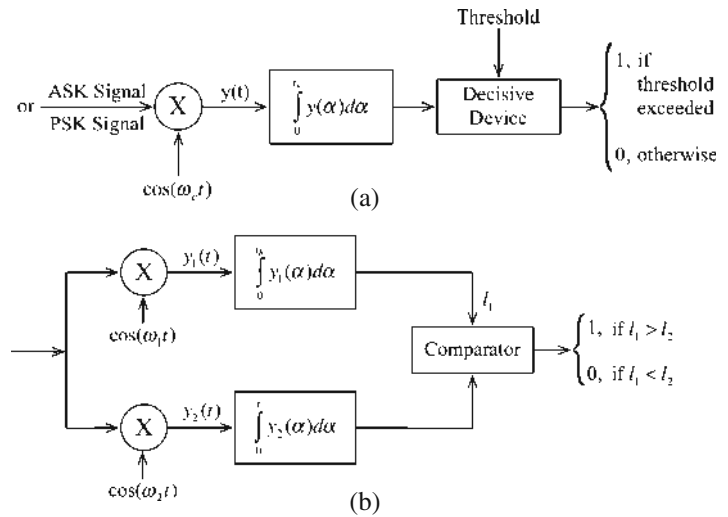 Threshold
or ASK Signal
PSK Signal
X
y(t)
∫ y(α)dα
0
Decisive
Device
1, if
threshold
exceeded
0, otherwise
cos(ω_c t)
(a)
X
y₁(t)
∫ y₁(α)dα
0
cos(ω₁t)
l₁
Comparator
1, if l₁ > l₂
0, if l₁ < l₂
X
y₂(t)
∫ y₂(α)dα
0
cos(ω₂t)
(b)